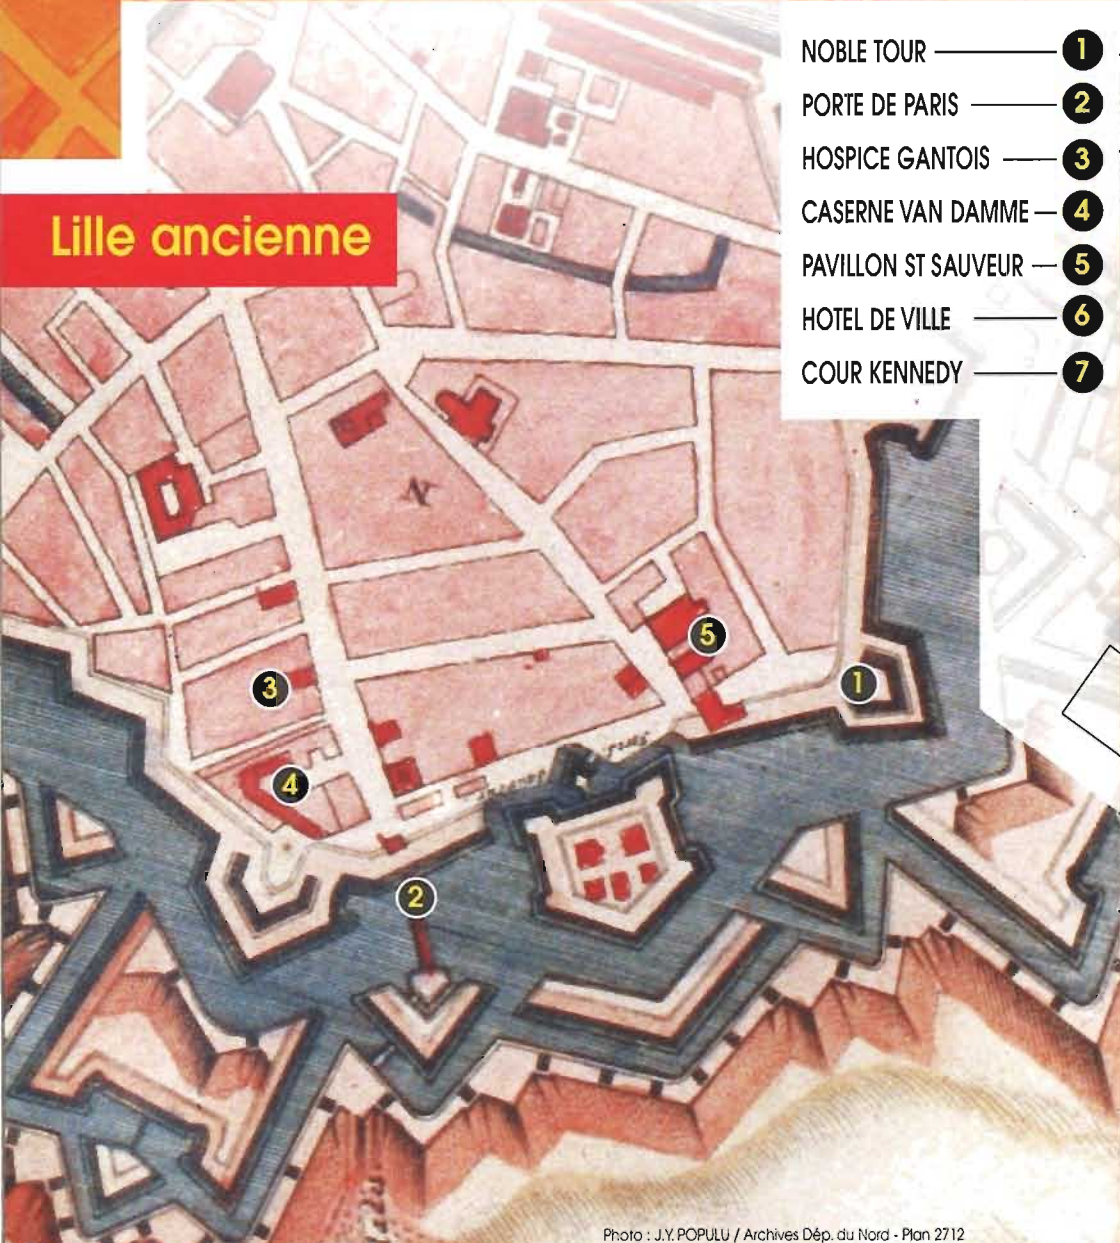 Lille ancienne
NOBLE TOUR 1
PORTE DE PARIS 2
HOSPICE GANTOIS 3
CASERNE VAN DAMME 4
PAVILLON ST SAUVEUR 5
HOTEL DE VILLE 6
COUR KENNEDY 7
5
3
1
4
2
Photo : J.Y. POPULU / Archives Dép. du Nord - Plan 2712